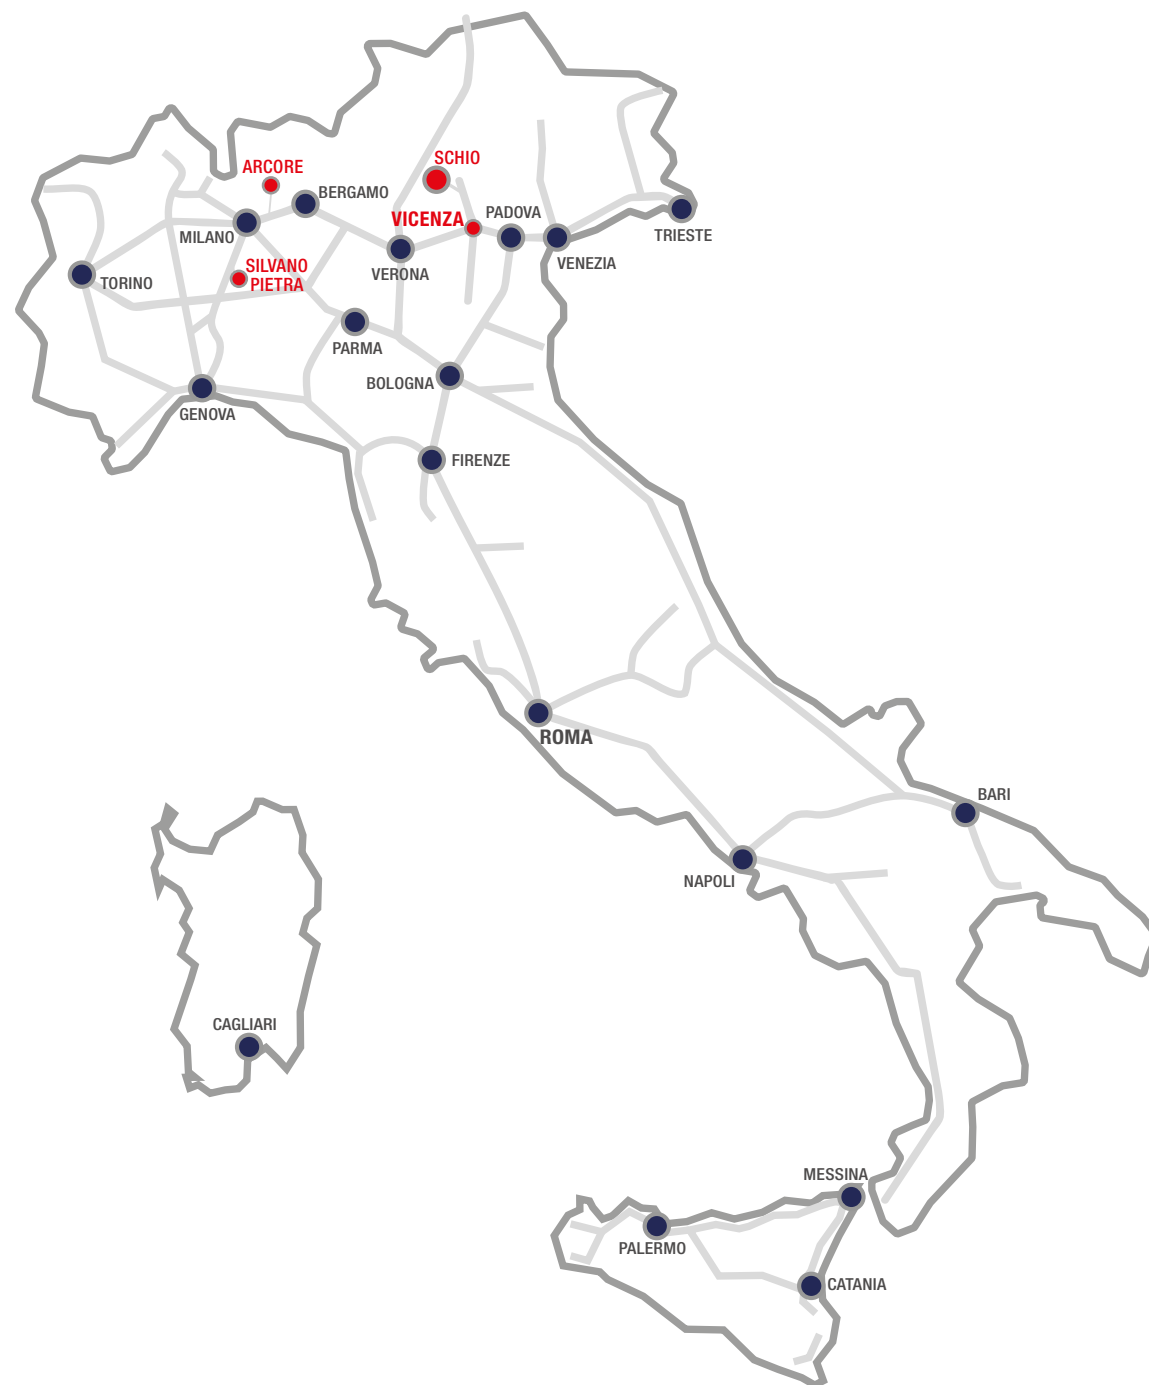 SCHIO
ARCORE
BERGAMO
VICENZA
PADOVA
MILANO
TRIESTE
VENEZIA
VERONA
SILVANO
PIETRA
TORINO
PARMA
BOLOGNA
GENOVA
FIRENZE
ROMA
BARI
NAPOLI
CAGLIARI
MESSINA
PALERMO
CATANIA